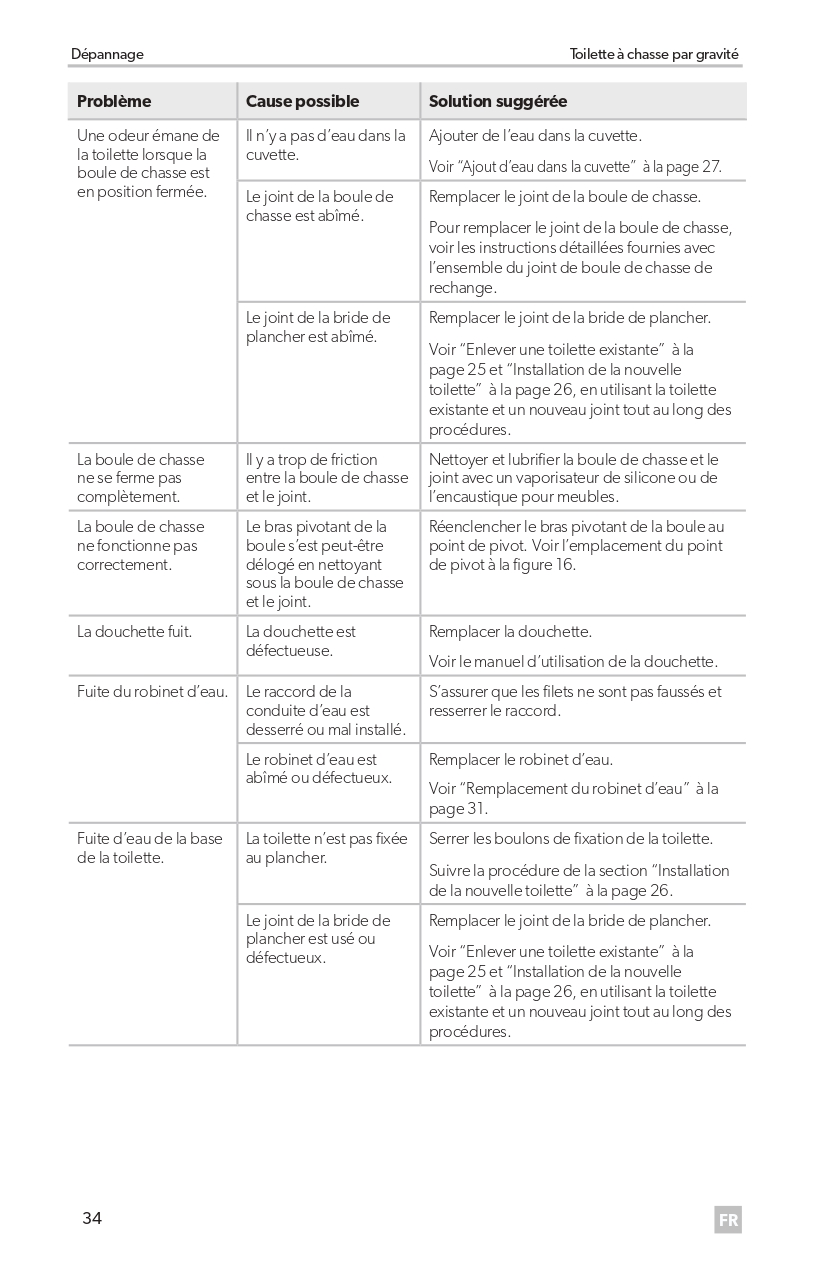 Dépannage
Toilette à chasse par gravité
Problème
Cause possible
Solution suggérée
Une odeur émane de
la toilette lorsque la
boule de chasse est
en position fermée.
Il n’y a pas d’eau dans la
cuvette.
Ajouter de l’eau dans la cuvette.
Voir “Ajout d’eau dans la cuvette” à la page 27.
Le joint de la boule de
chasse est abîmé.
Remplacer le joint de la boule de chasse.
Pour remplacer le joint de la boule de chasse,
voir les instructions détaillées fournies avec
l’ensemble du joint de boule de chasse de
rechange.
Le joint de la bride de
plancher est abîmé.
Remplacer le joint de la bride de plancher.
Voir “Enlever une toilette existante” à la
page 25 et “Installation de la nouvelle
toilette” à la page 26, en utilisant la toilette
existante et un nouveau joint tout au long des
procédures.
La boule de chasse
ne se ferme pas
complètement.
Il y a trop de friction
entre la boule de chasse
et le joint.
Nettoyer et lubrifier la boule de chasse et le
joint avec un vaporisateur de silicone ou de
l’encaustique pour meubles.
La boule de chasse
ne fonctionne pas
correctement.
Le bras pivotant de la
boule s’est peut-être
délogé en nettoyant
sous la boule de chasse
et le joint.
Réenclencher le bras pivotant de la boule au
point de pivot. Voir l’emplacement du point
de pivot à la figure 16.
La douchette fuit.
La douchette est
défectueuse.
Remplacer la douchette.
Voir le manuel d’utilisation de la douchette.
Fuite du robinet d’eau.
Le raccord de la
conduite d’eau est
desserré ou mal installé.
S’assurer que les filets ne sont pas faussés et
resserrer le raccord.
Le robinet d’eau est
abîmé ou défectueux.
Remplacer le robinet d’eau.
Voir “Remplacement du robinet d’eau” à la
page 31.
Fuite d’eau de la base
de la toilette.
La toilette n’est pas fixée
au plancher.
Serrer les boulons de fixation de la toilette.
Suivre la procédure de la section “Installation
de la nouvelle toilette” à la page 26.
Le joint de la bride de
plancher est usé ou
défectueux.
Remplacer le joint de la bride de plancher.
Voir “Enlever une toilette existante” à la
page 25 et “Installation de la nouvelle
toilette” à la page 26, en utilisant la toilette
existante et un nouveau joint tout au long des
procédures.
34
FR